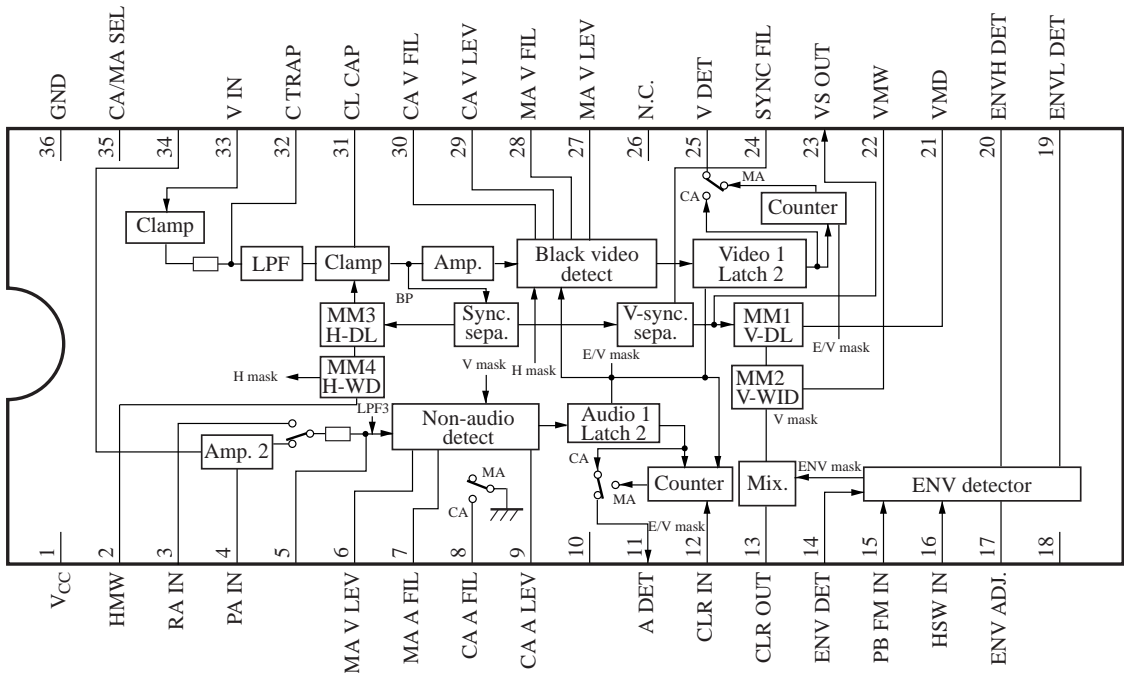 GND
CA/MA SEL
V IN
C TRAP
CL CAP
CA V FIL
CA V LEV
MA V FIL
MA V LEV
N.C.
V DET
SYNC FIL
VS OUT
VMW
VMD
ENVH DET
ENVL DET
36 35 34 33 32 31 30 29 28 27 26 25 24 23 22 21 20 19
MA
CA
Counter
Clamp
LPF
Clamp
Amp.
Black video
detect
Video 1
Latch 2
BP
MM3
H-DL
Sync.
sepa.
V-sync.
sepa.
MM1
V-DL
E/V mask
H mask
MM4
H-WD
V mask
H mask
E/V mask
MM2
V-WID
V mask
LPF3
Non-audio
detect
Audio 1
Latch 2
Amp. 2
MA
CA
CA
MA
Counter
E/V mask
Mix.
ENV mask
ENV detector
1 2 3 4 5 6 7 8 9 10 11 12 13 14 15 16 17 18
VCC
HMW
RA IN
PA IN
MA V LEV
MA A FIL
CA A FIL
CA A LEV
A DET
CLR IN
CLR OUT
ENV DET
PB FM IN
HSW IN
ENV ADJ.